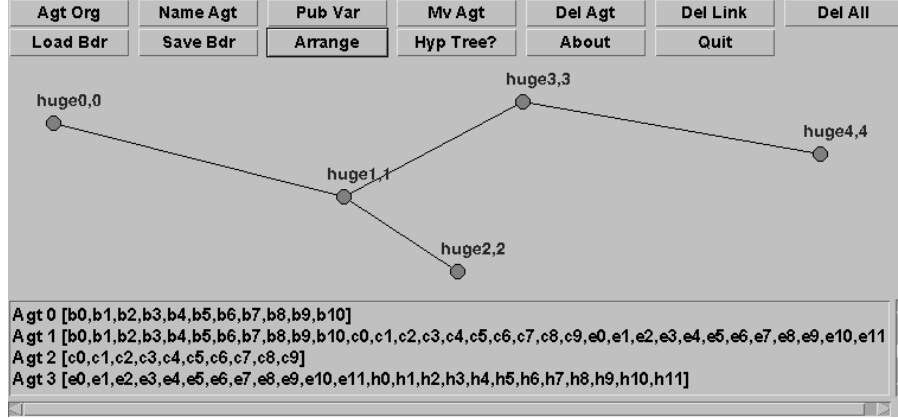 Agt Org Name Agt Pub Var Mv Agt Del Agt Del Link Del All
Load Bdr Save Bdr Arrange Hyp Tree? About Quit
huge3,3
huge0,0
huge4,4
huge1,1
huge2,2
Agt 0 [b0,b1,b2,b3,b4,b5,b6,b7,b8,b9,b10]
Agt 1 [b0,b1,b2,b3,b4,b5,b6,b7,b8,b9,b10,c0,c1,c2,c3,c4,c5,c6,c7,c8,c9,e0,e1,e2,e3,e4,e5,e6,e7,e8,e9,e10,e11
Agt 2 [c0,c1,c2,c3,c4,c5,c6,c7,c8,c9]
Agt 3 [e0,e1,e2,e3,e4,e5,e6,e7,e8,e9,e10,e11,h0,h1,h2,h3,h4,h5,h6,h7,h8,h9,h10,h11]